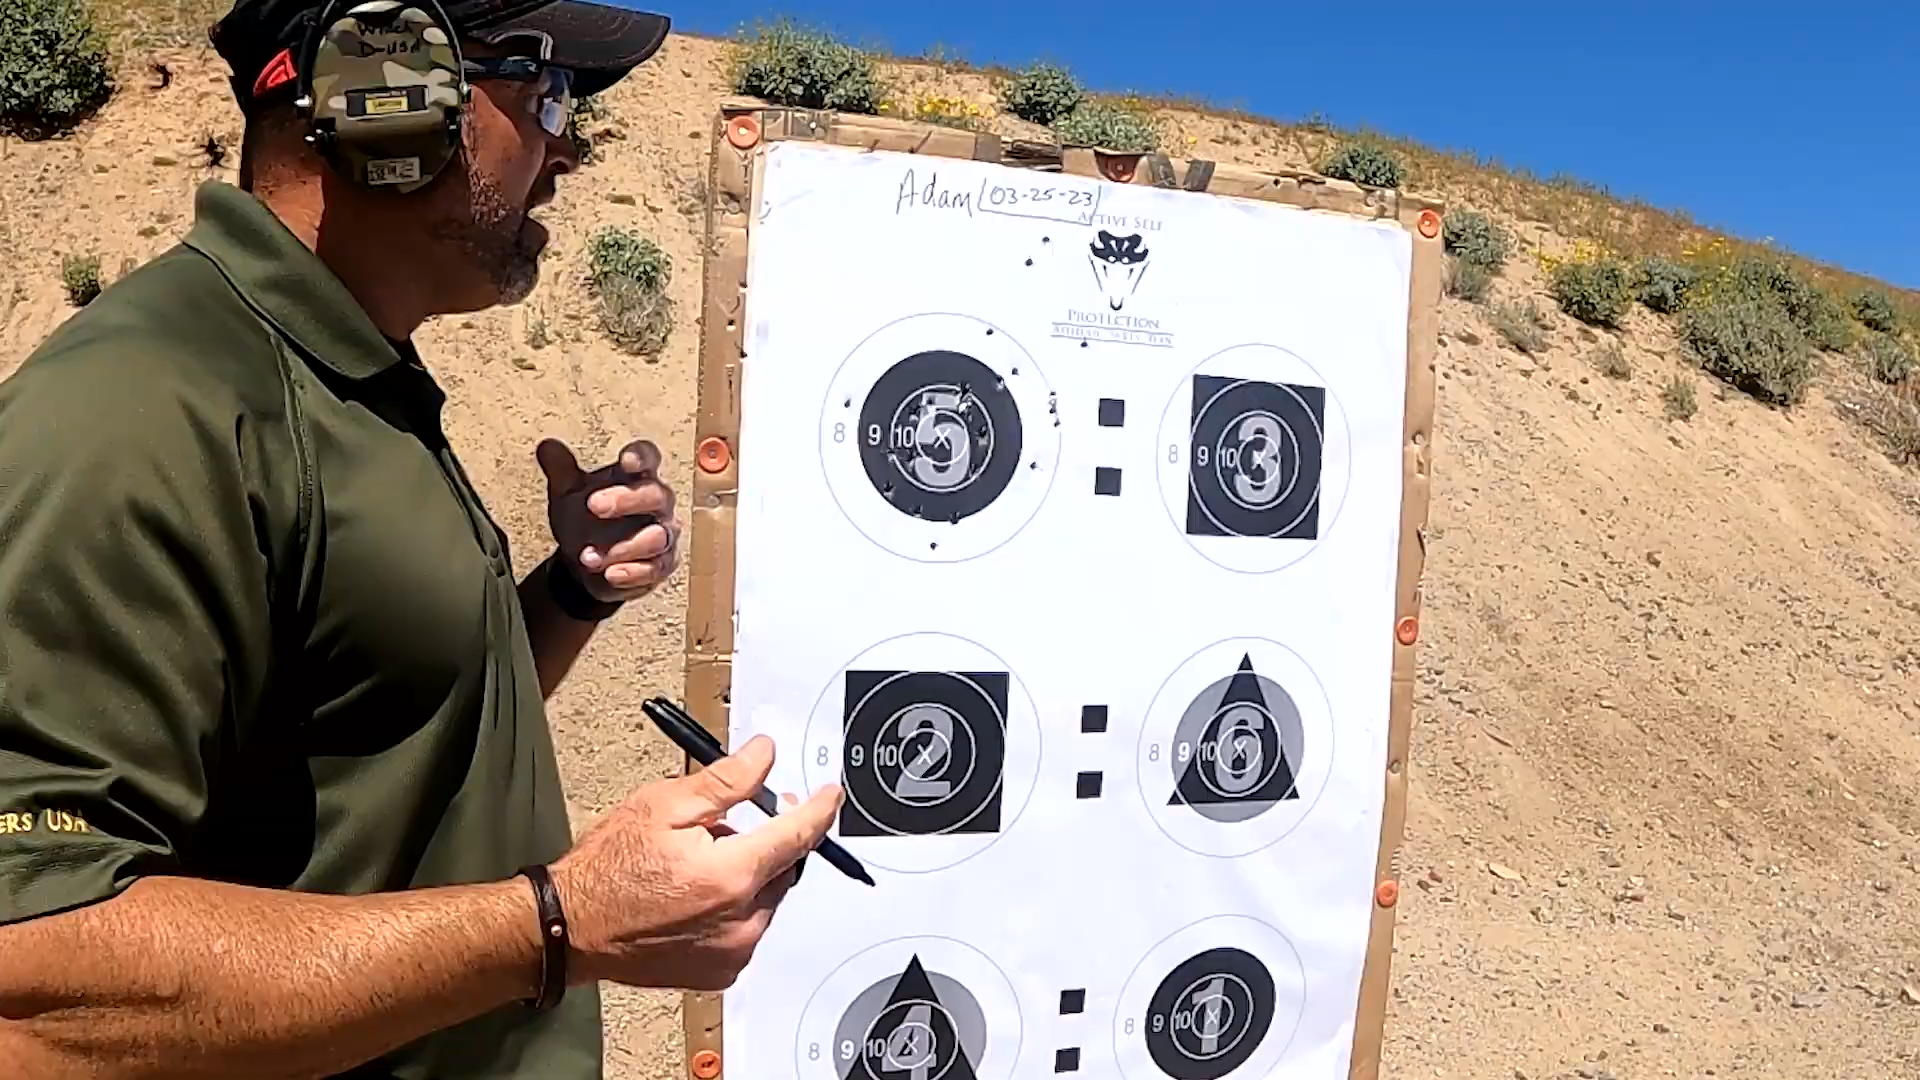 D-USA
Adam (03-25-23)
ACTIVE SELF
PROTECTION
8 9 10 5 X
8 9 10 3 X
8 9 10 2 X
8 9 10 6 X
ERS USA
8 9 10 4 X
8 9 10 1 X